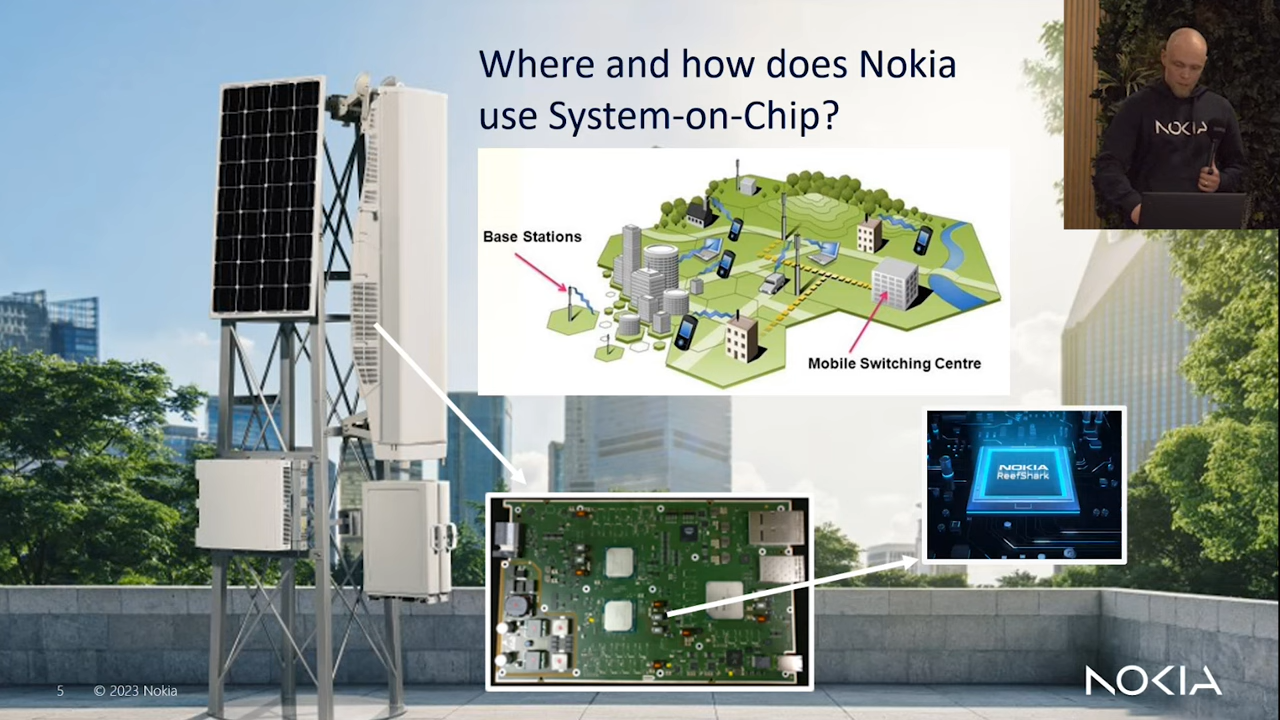 Where and how does Nokia
use System-on-Chip?
NOKIA
Base Stations
Mobile Switching Centre
NOKIA
ReefShark
5 © 2023 Nokia
NOKIA